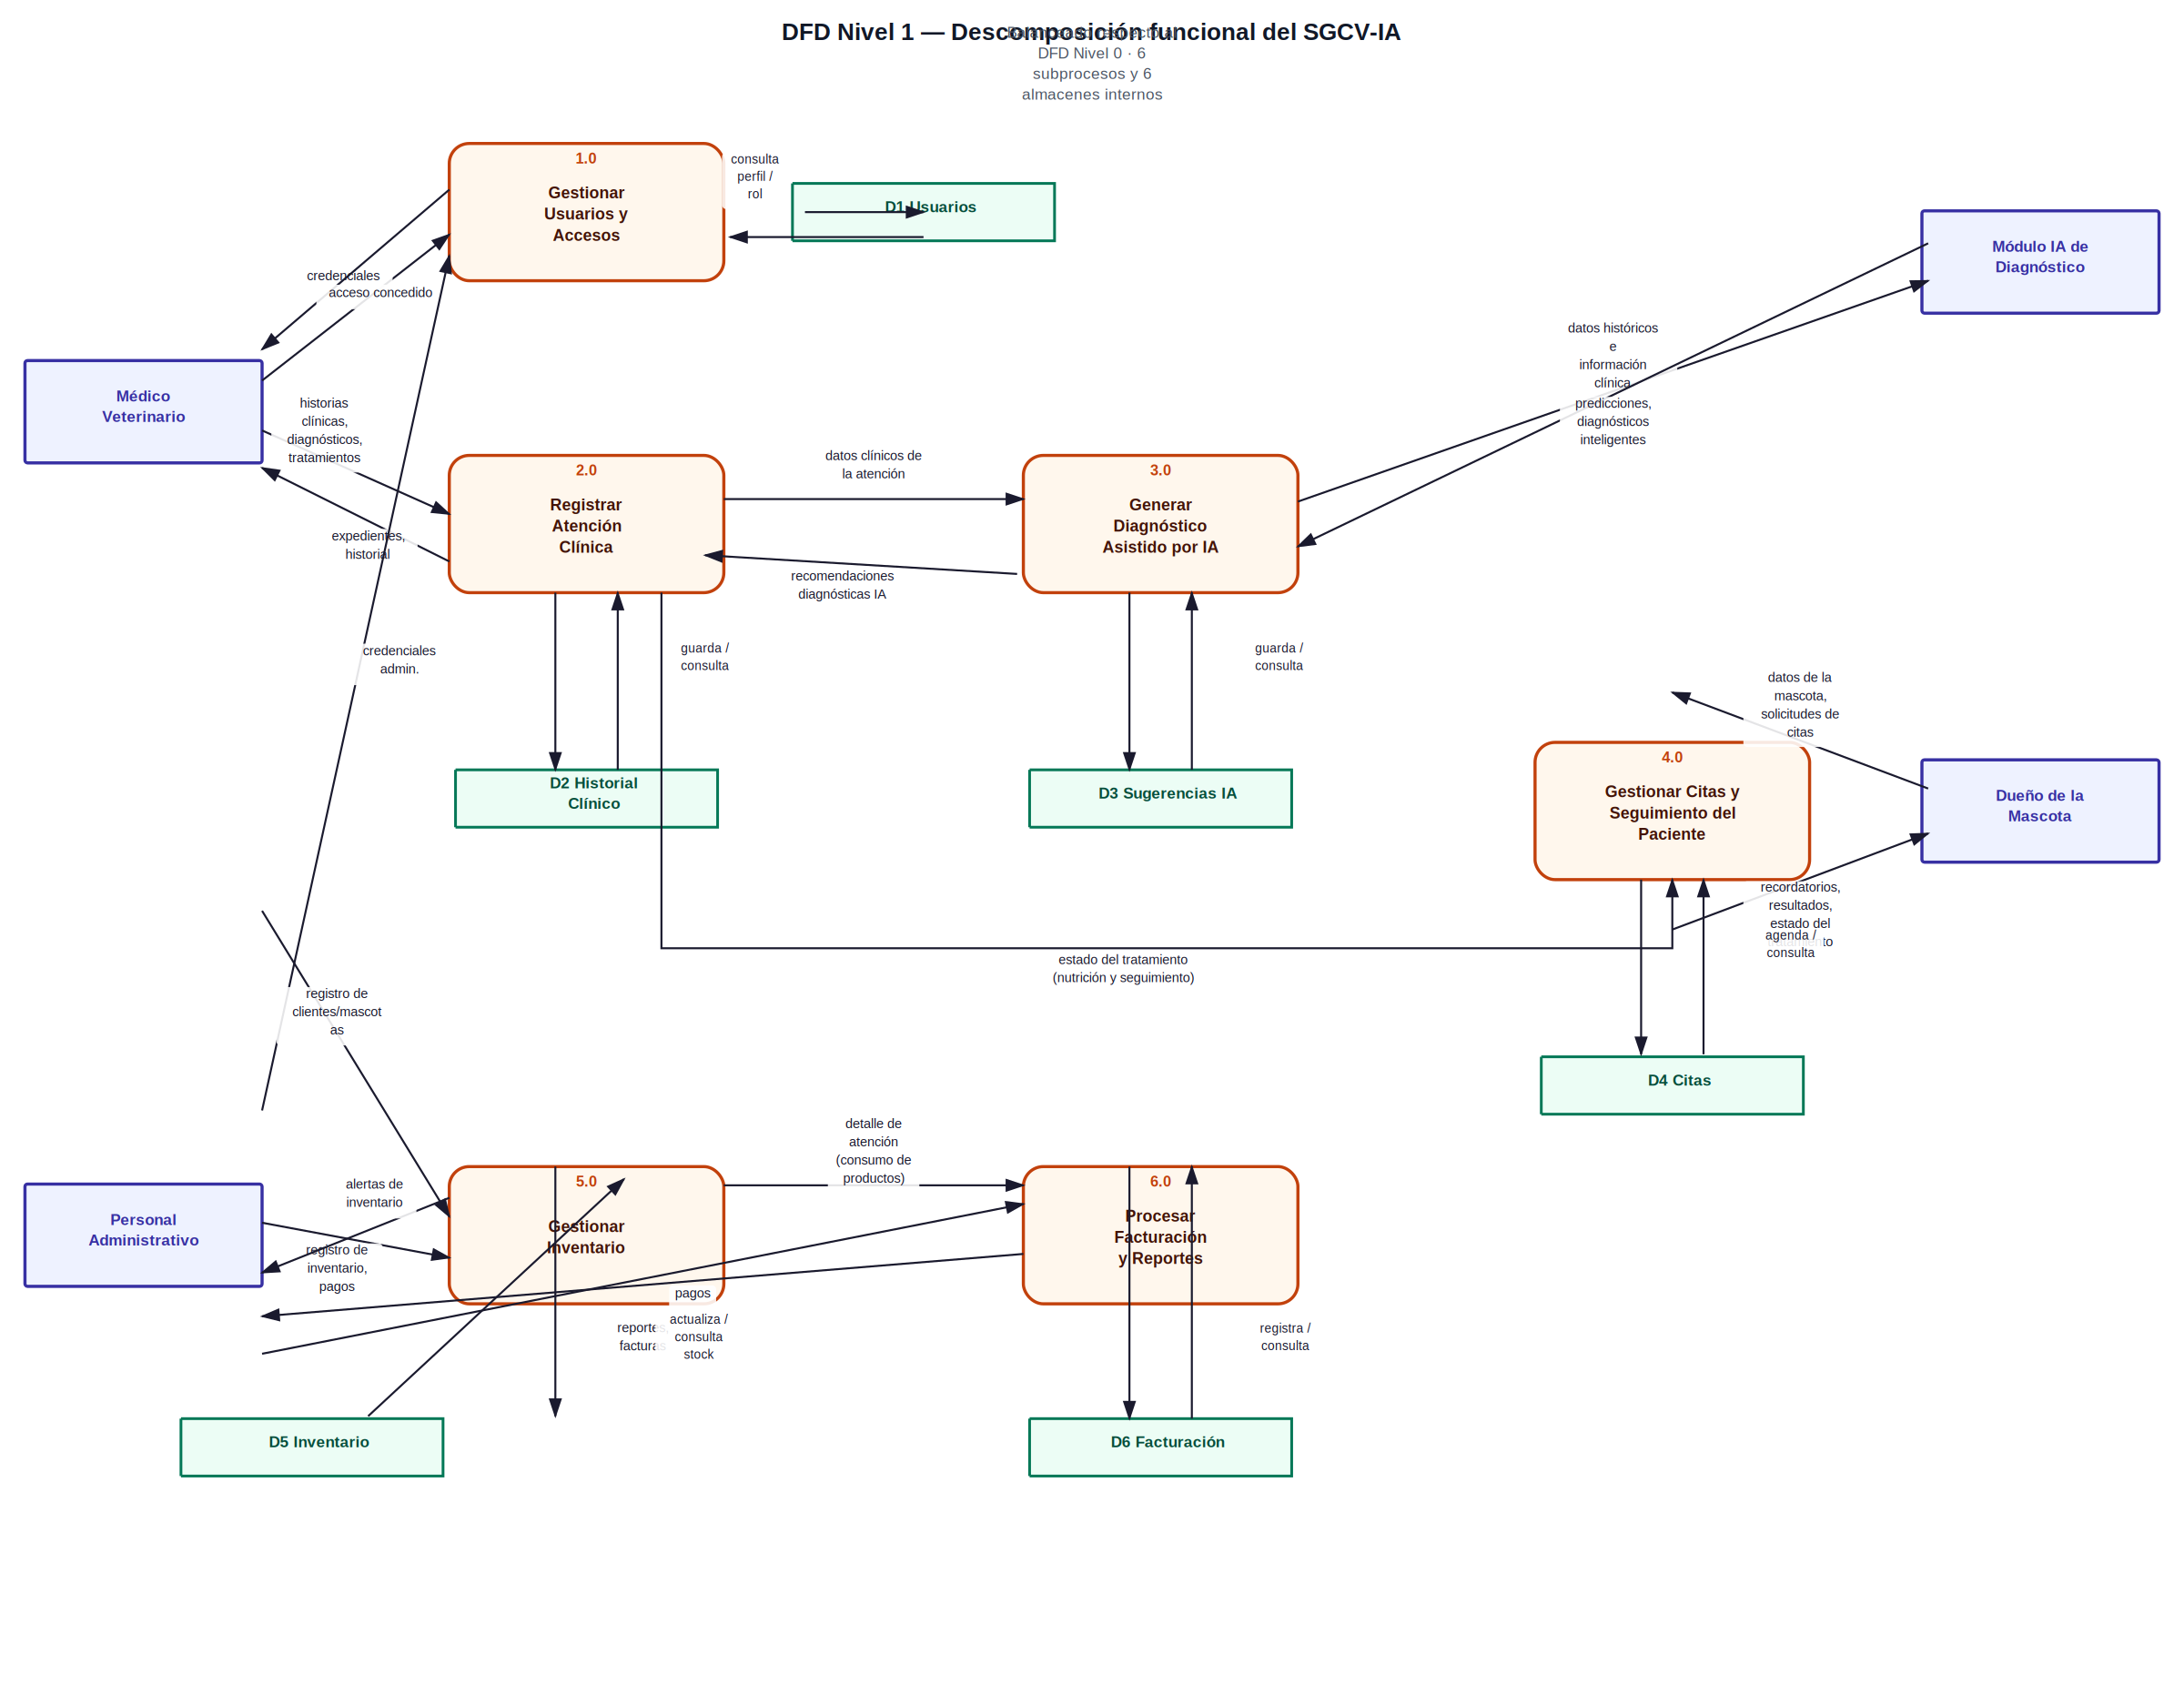 DFD Nivel 1 — Descomposición funcional del SGCV-IA
Balanceado respecto al
DFD Nivel 0 · 6
subprocesos y 6
almacenes internos
1.0
Gestionar
Usuarios y
Accesos
consulta
perfil /
rol
D1 Usuarios
Módulo IA de
Diagnóstico
credenciales
acceso concedido
Médico
Veterinario
historias
clínicas,
diagnósticos,
tratamientos
expedientes,
historial
2.0
Registrar
Atención
Clínica
datos clínicos de
la atención
recomendaciones
diagnósticas IA
3.0
Generar
Diagnóstico
Asistido por IA
datos históricos
e
información
clínica
predicciones,
diagnósticos
inteligentes
credenciales
admin.
guarda /
consulta
guarda /
consulta
D2 Historial
Clínico
D3 Sugerencias IA
datos de la
mascota,
solicitudes de
citas
4.0
Gestionar Citas y
Seguimiento del
Paciente
Dueño de la
Mascota
recordatorios,
resultados,
estado del
agenda /
consulta
estado del tratamiento
(nutrición y seguimiento)
registro de
clientes/mascot
as
D4 Citas
Personal
Administrativo
alertas de
inventario
registro de
inventario,
pagos
5.0
Gestionar
Inventario
detalle de
atención
(consumo de
productos)
6.0
Procesar
Facturación
y Reportes
pagos
reportes,
facturas
actualiza /
consulta
stock
registra /
consulta
D5 Inventario
D6 Facturación